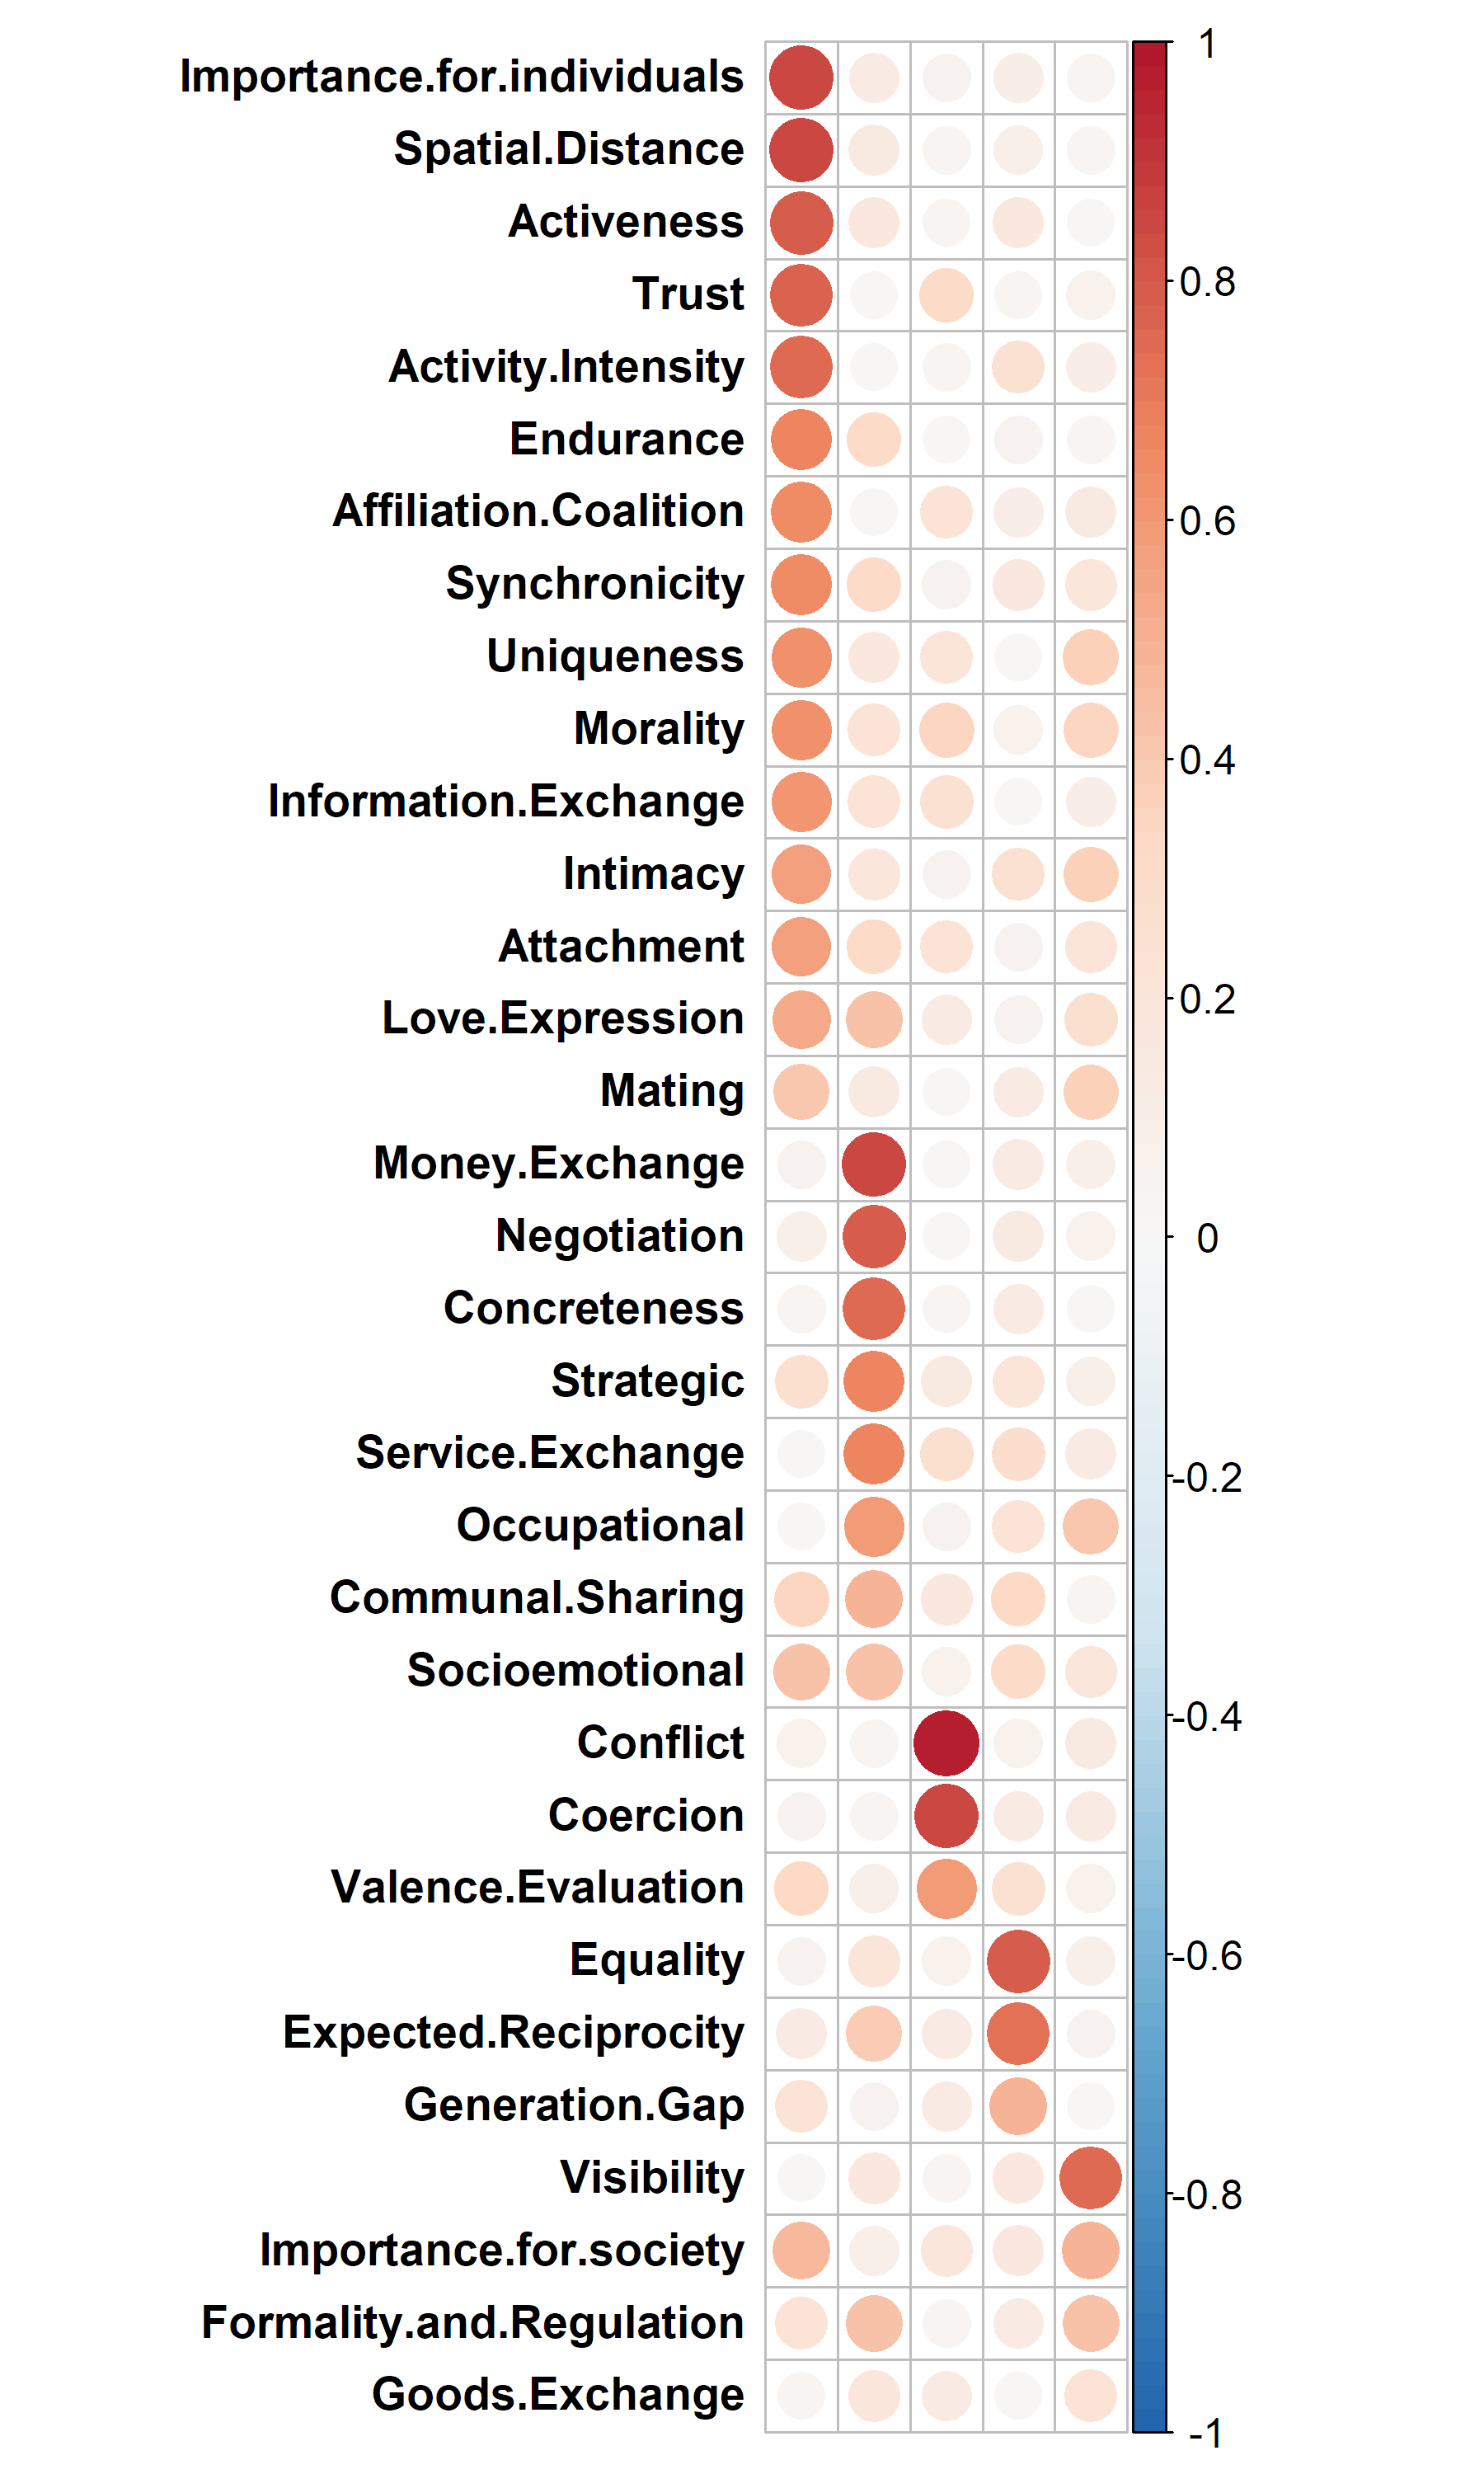 Importance.for.individuals
Spatial.Distance
Activeness
Trust
Activity.Intensity
Endurance
Affiliation.Coalition
Synchronicity
Uniqueness
Morality
Information.Exchange
Intimacy
Attachment
Love.Expression
Mating
Money.Exchange
Negotiation
Concreteness
Strategic
Service.Exchange
Occupational
Communal.Sharing
Socioemotional
Conflict
Coercion
Valence.Evaluation
Equality
Expected.Reciprocity
Generation.Gap
Visibility
Importance.for.society
Formality.and.Regulation
Goods.Exchange
1
0.8
0.6
0.4
0.2
0
-0.2
-0.4
-0.6
-0.8
-1